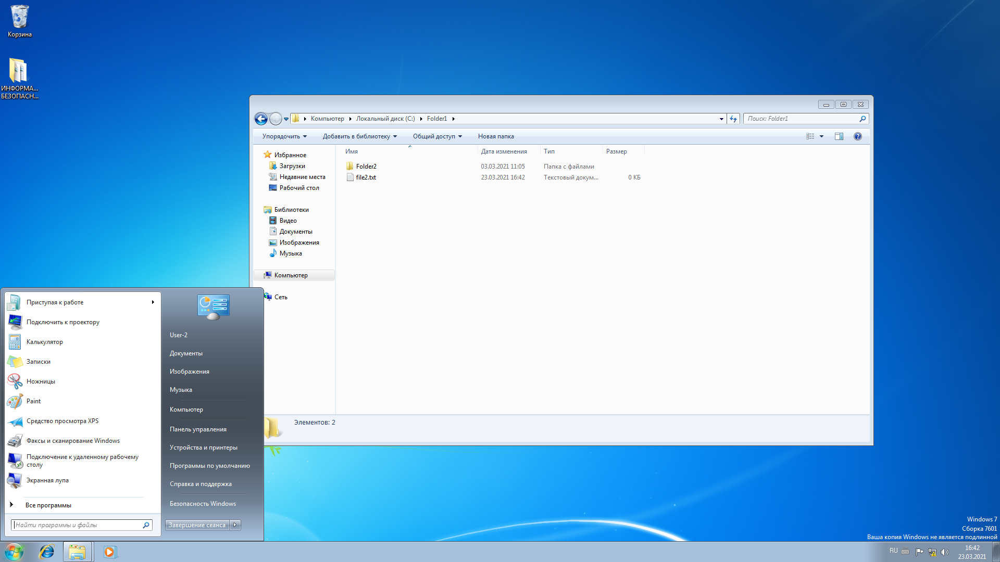 Корзина
ИНФОРМА...
БЕЗОПАСН...
Компьютер
Локальный диск (C:)
Folder1
Поиск: Folder1
Упорядочить
Добавить в библиотеку
Общий доступ
Новая папка
Избранное
Загрузки
Недавние места
Рабочий стол
Библиотеки
Видео
Документы
Изображения
Музыка
Компьютер
Сеть
Имя
Дата изменения
Тип
Размер
Folder2
03.03.2021 11:05
Папка с файлами
file2.txt
23.03.2021 16:42
Текстовый докум...
0 КБ
Элементов: 2
Приступая к работе
Подключить к проектору
Калькулятор
Записки
Ножницы
Paint
Средство просмотра XPS
Факсы и сканирование Windows
Подключение к удаленному рабочему
столу
Экранная лупа
Все программы
Найти программы и файлы
User-2
Документы
Изображения
Музыка
Компьютер
Панель управления
Устройства и принтеры
Программы по умолчанию
Справка и поддержка
Безопасность Windows
Завершение сеанса
Windows 7
Сборка 7601
Ваша копия Windows не является подлинной
RU
16:42
23.03.2021